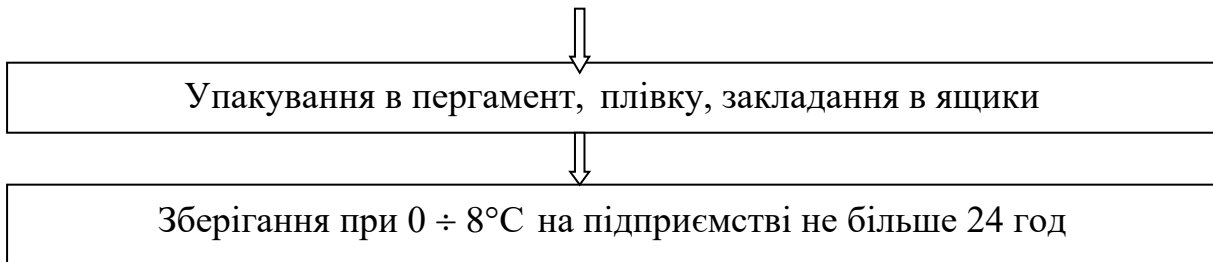 Упакування в пергамент, плівку, закладання в ящики
Зберігання при 0 ÷ 8°С на підприємстві не більше 24 год